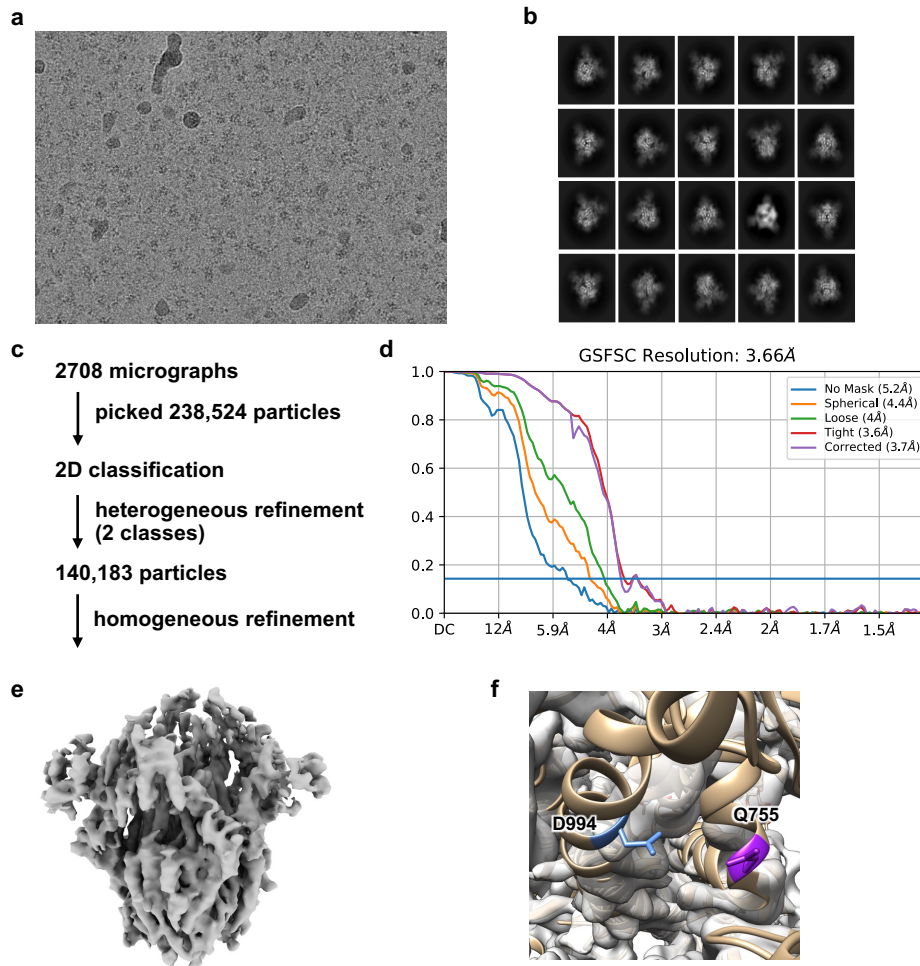 a
b
c
2708 micrographs
picked 238,524 particles
2D classification
heterogeneous refinement
(2 classes)
140,183 particles
homogeneous refinement
d
GSFSC Resolution: 3.66Å
No Mask (5.2Å)
Spherical (4.4Å)
Loose (4Å)
Tight (3.6Å)
Corrected (3.7Å)
1.0
0.8
0.6
0.4
0.2
0.0
DC 12Å 5.9Å 4Å 3Å 2.4Å 2Å 1.7Å 1.5Å
e
f
D994
Q755